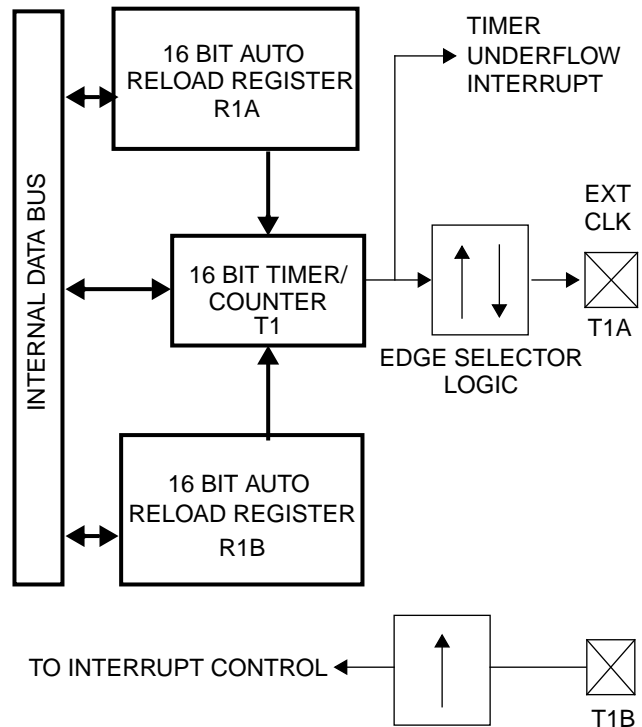 16 BIT AUTO
RELOAD REGISTER
R1A
TIMER
UNDERFLOW
INTERRUPT
INTERNAL DATA BUS
16 BIT TIMER/
COUNTER
T1
EXT
CLK
T1A
EDGE SELECTOR
LOGIC
16 BIT AUTO
RELOAD REGISTER
R1B
TO INTERRUPT CONTROL
T1B